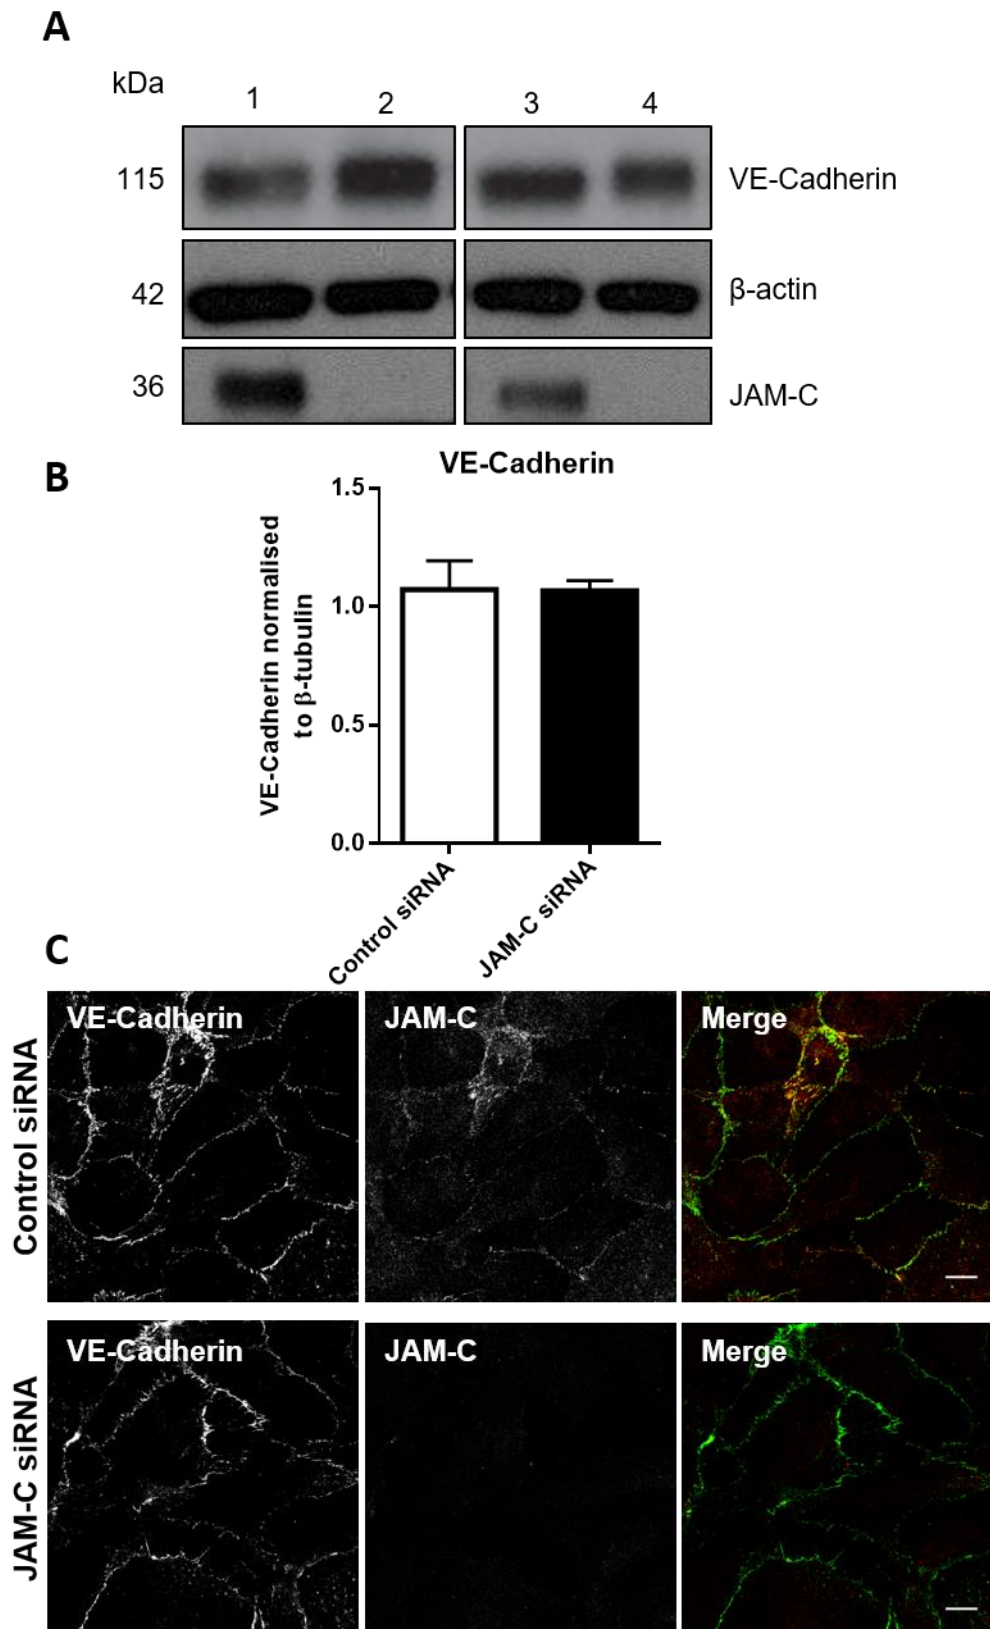 A
kDa
1 2 3 4
115 VE-Cadherin
42 β-actin
36 JAM-C
B
VE-Cadherin
1.5
1.0
0.5
0.0
VE-Cadherin normalised
to β-tubulin
Control siRNA
JAM-C siRNA
C
Control siRNA
VE-Cadherin JAM-C Merge
JAM-C siRNA
VE-Cadherin JAM-C Merge